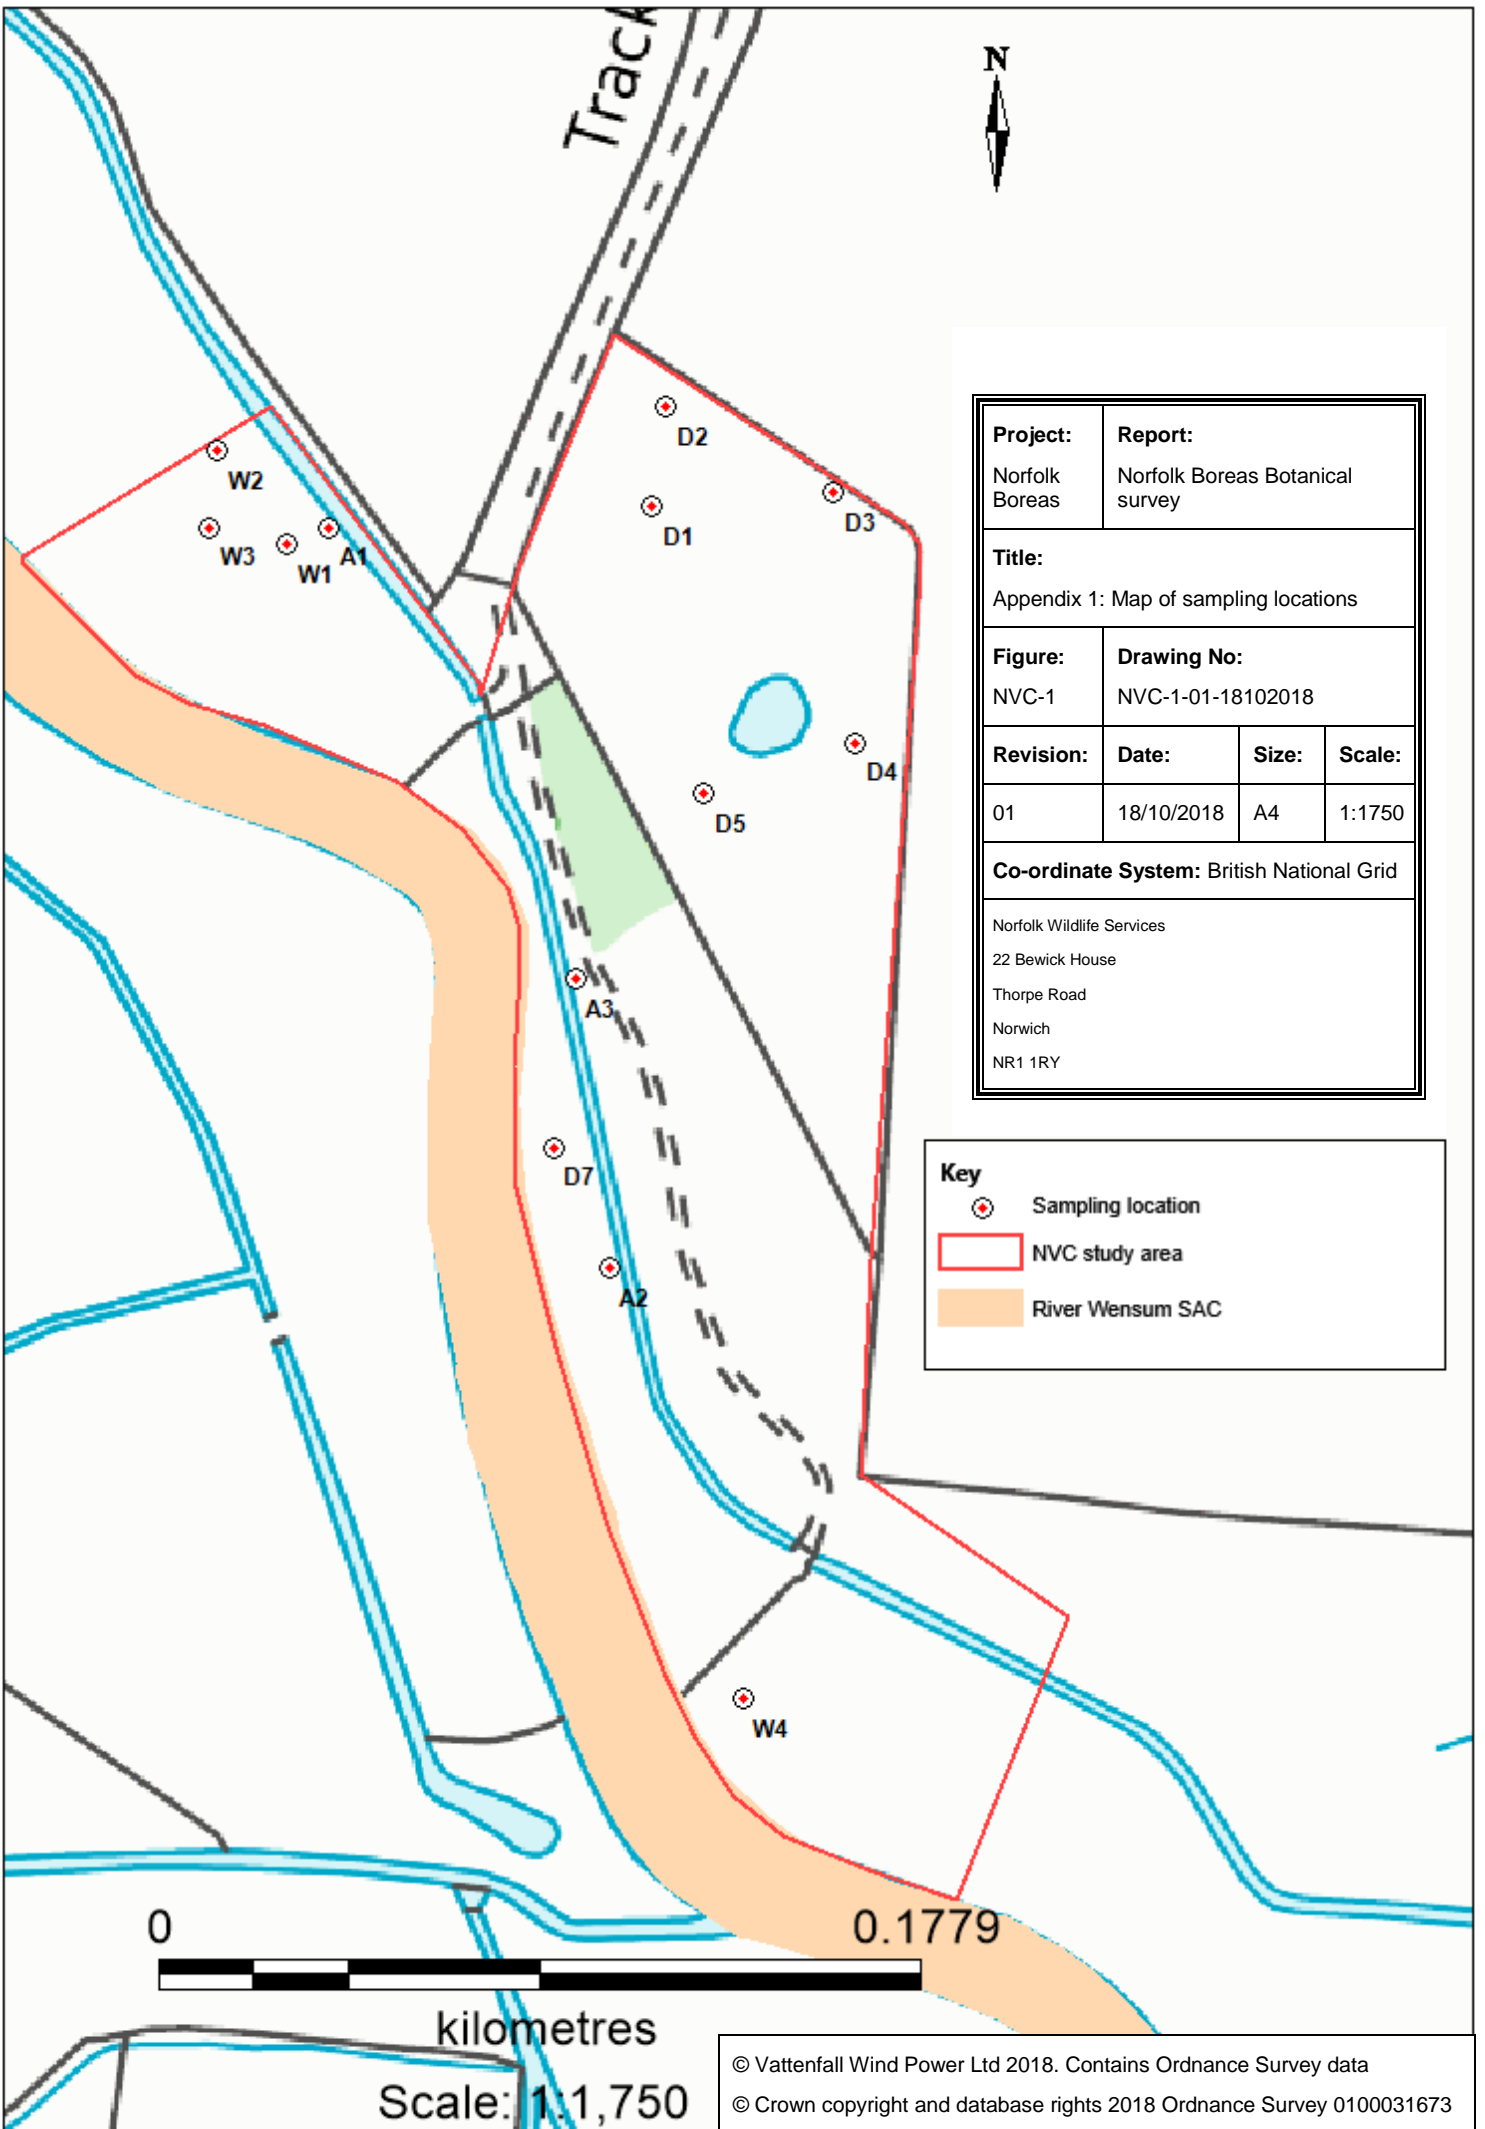 Track
N
W2
W3
W1
A1
D2
D1
D3
D4
D5
A3
D7
A2
W4
Project:
Norfolk
Boreas
Report:
Norfolk Boreas Botanical
survey
Title:
Appendix 1: Map of sampling locations
Figure:
NVC-1
Drawing No:
NVC-1-01-18102018
Revision:
Date:
Size:
Scale:
01
18/10/2018
A4
1:1750
Co-ordinate System: British National Grid
Norfolk Wildlife Services
22 Bewick House
Thorpe Road
Norwich
NR1 1RY
Key
Sampling location
NVC study area
River Wensum SAC
0
0.1779
kilometres
Scale: 1:1,750
© Vattenfall Wind Power Ltd 2018. Contains Ordnance Survey data
© Crown copyright and database rights 2018 Ordnance Survey 0100031673